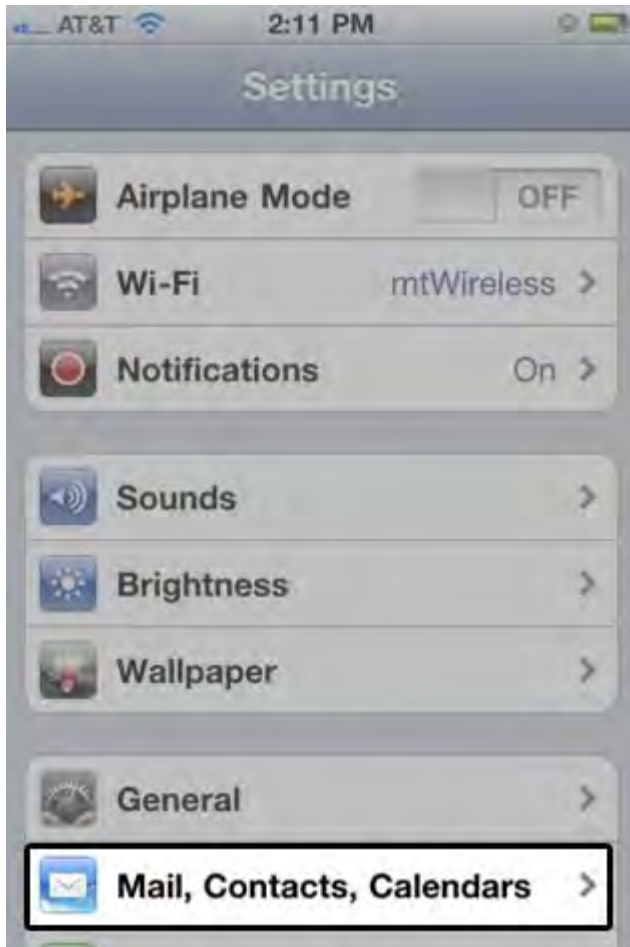 AT&T 2:11 PM
Settings
Airplane Mode OFF
Wi-Fi mtWireless
Notifications On
Sounds
Brightness
Wallpaper
General
Mail, Contacts, Calendars